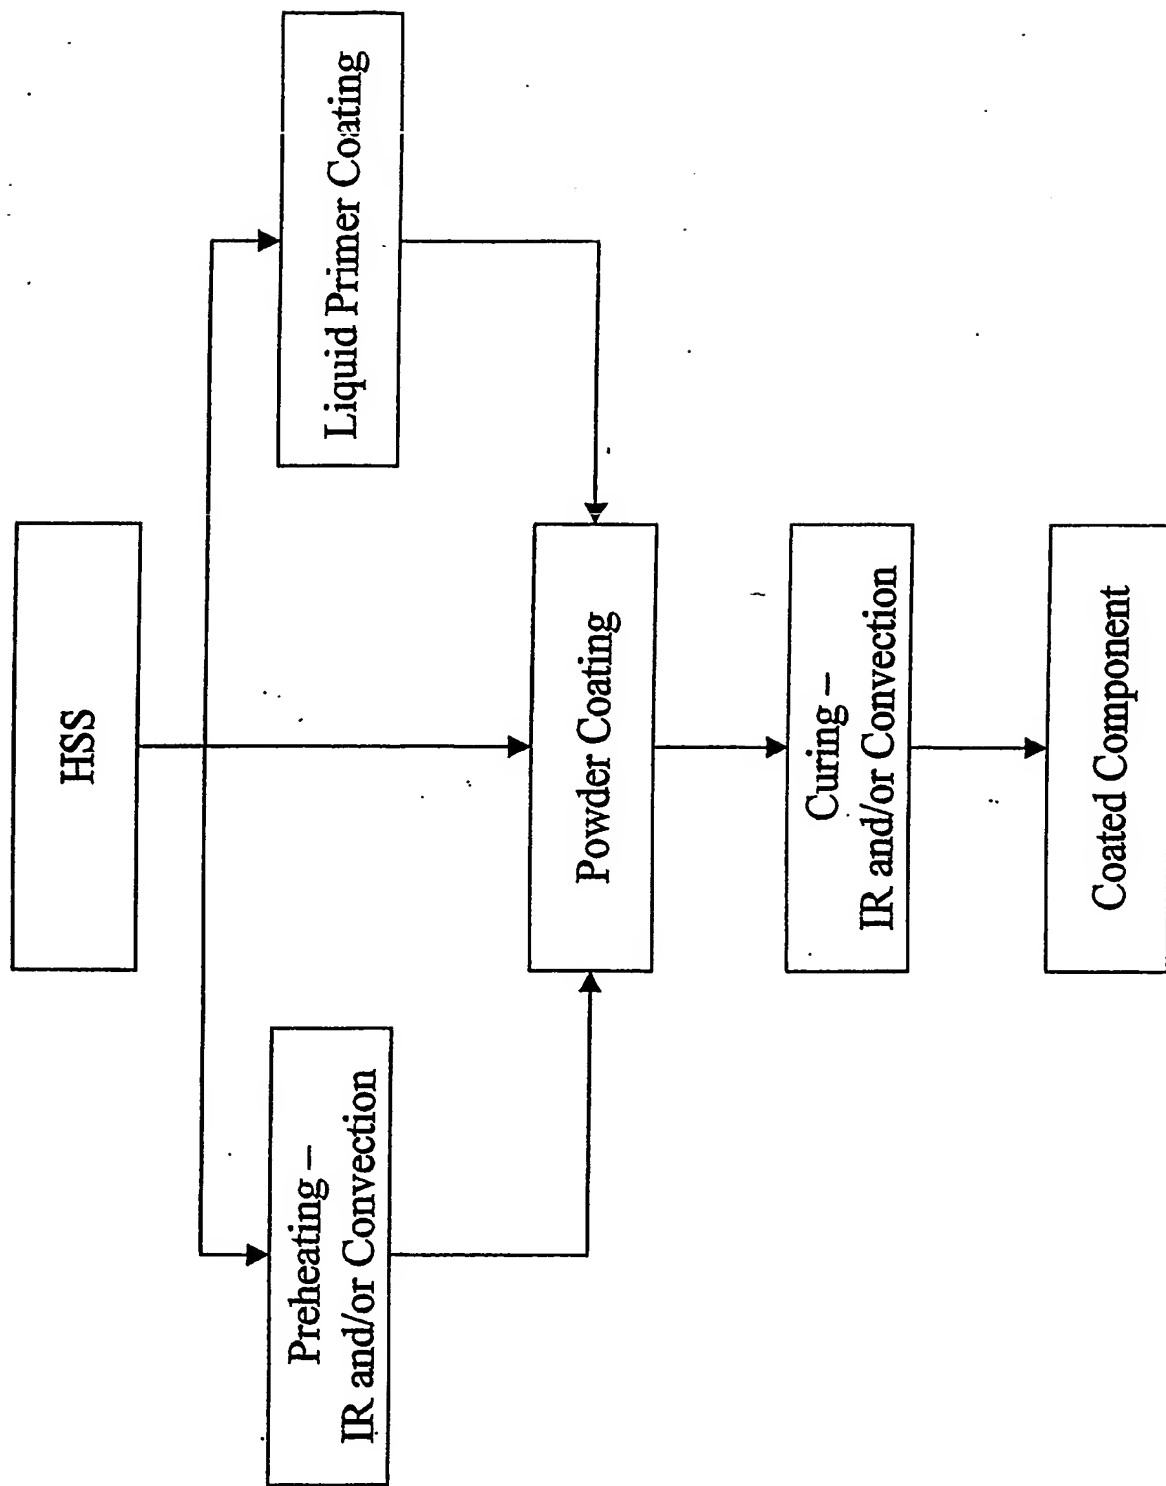 HSS
Preheating –
IR and/or Convection
Liquid Primer Coating
Powder Coating
Curing –
IR and/or Convection
Coated Component